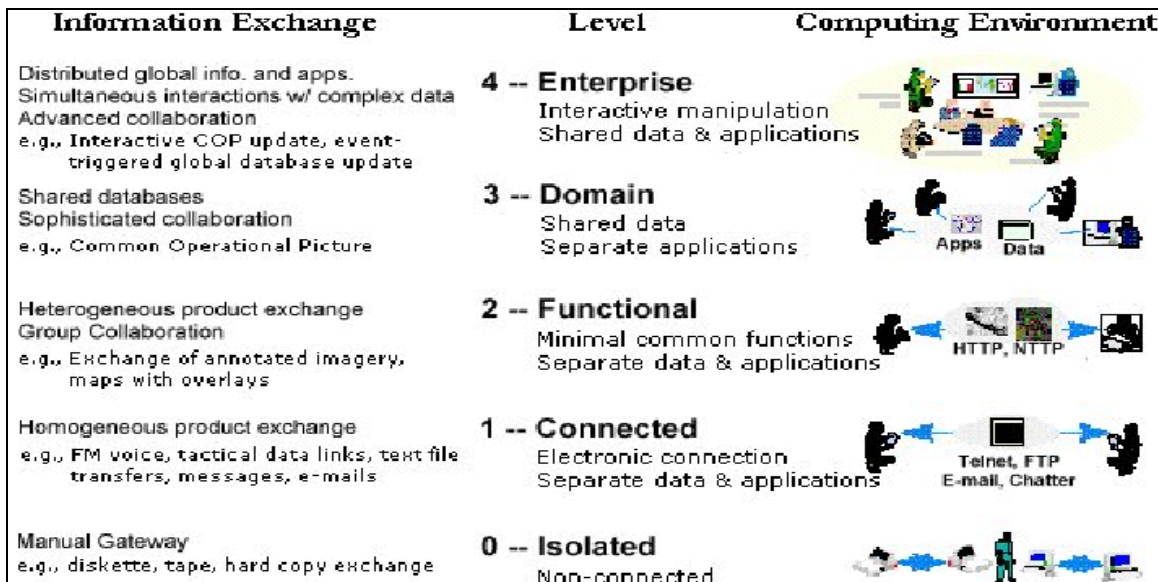 Information Exchange
Level
Computing Environment
Distributed global info. and apps.
Simultaneous interactions w/ complex data
Advanced collaboration
e.g., Interactive COP update, event-
triggered global database update
4 -- Enterprise
Interactive manipulation
Shared data & applications
Shared databases
Sophisticated collaboration
e.g., Common Operational Picture
3 -- Domain
Shared data
Separate applications
Apps
Data
Heterogeneous product exchange
Group Collaboration
e.g., Exchange of annotated imagery,
maps with overlays
2 -- Functional
Minimal common functions
Separate data & applications
HTTP, NTTP
Homogeneous product exchange
e.g., FM voice, tactical data links, text file
transfers, messages, e-mails
1 -- Connected
Electronic connection
Separate data & applications
Telnet, FTP
E-mail, Chatter
Manual Gateway
e.g., diskette, tape, hard copy exchange
0 -- Isolated
Non-connected